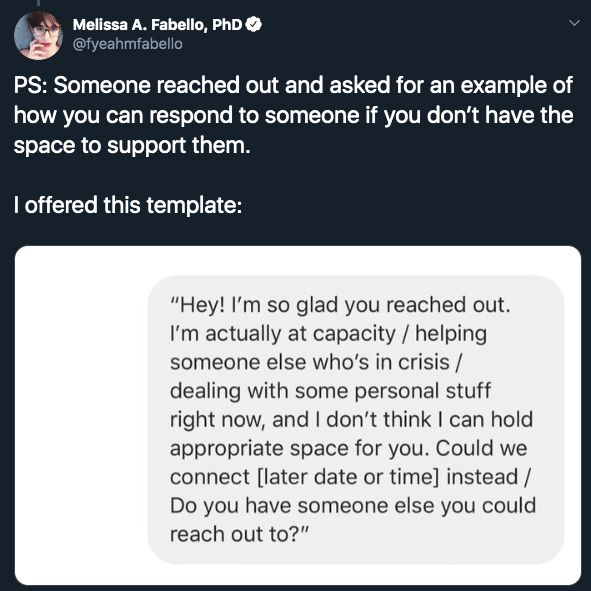 Melissa A. Fabello, PhD
@fyeahmfabello
PS: Someone reached out and asked for an example of
how you can respond to someone if you don’t have the
space to support them.
I offered this template:
“Hey! I’m so glad you reached out.
I’m actually at capacity / helping
someone else who’s in crisis /
dealing with some personal stuff
right now, and I don’t think I can hold
appropriate space for you. Could we
connect [later date or time] instead /
Do you have someone else you could
reach out to?”